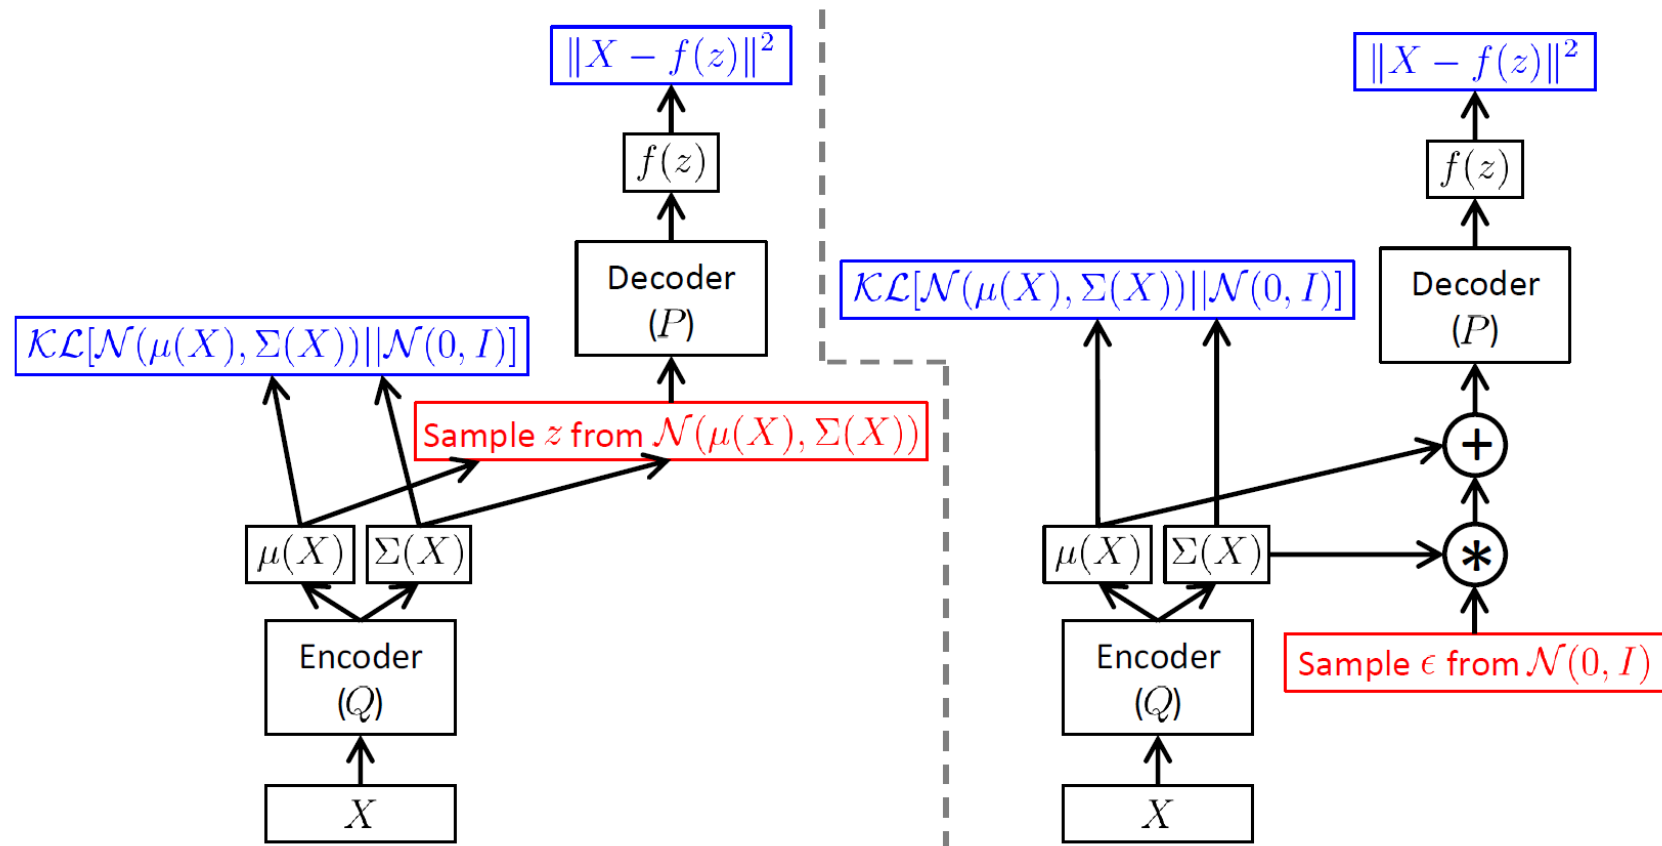 ‖X − f(z)‖²
f(z)
Decoder
(P)
𝒦ℒ[𝒩(μ(X), Σ(X))||𝒩(0, I)]
Sample z from 𝒩(μ(X), Σ(X))
μ(X)
Σ(X)
Encoder
(Q)
X
‖X − f(z)‖²
f(z)
Decoder
(P)
𝒦ℒ[𝒩(μ(X), Σ(X))||𝒩(0, I)]
+
μ(X)
Σ(X)
*
Sample ϵ from 𝒩(0, I)
Encoder
(Q)
X